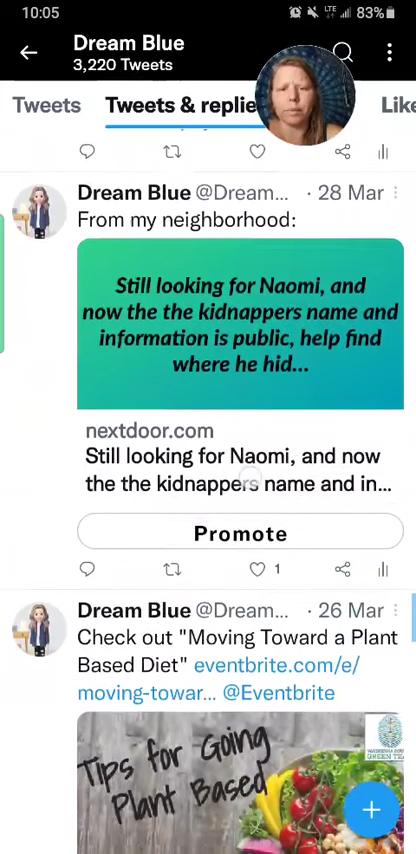 10:05
LTE
83%
Dream Blue
3,220 Tweets
Tweets
Tweets & replie
Like
Dream Blue @Dream... · 28 Mar
From my neighborhood:
Still looking for Naomi, and
now the the kidnappers name and
information is public, help find
where he hid...
nextdoor.com
Still looking for Naomi, and now
the the kidnappers name and in...
Promote
1
Dream Blue @Dream... · 26 Mar
Check out "Moving Toward a Plant
Based Diet" eventbrite.com/e/
moving-towar... @Eventbrite
Tips for Going
Plant Based
GREEN TE